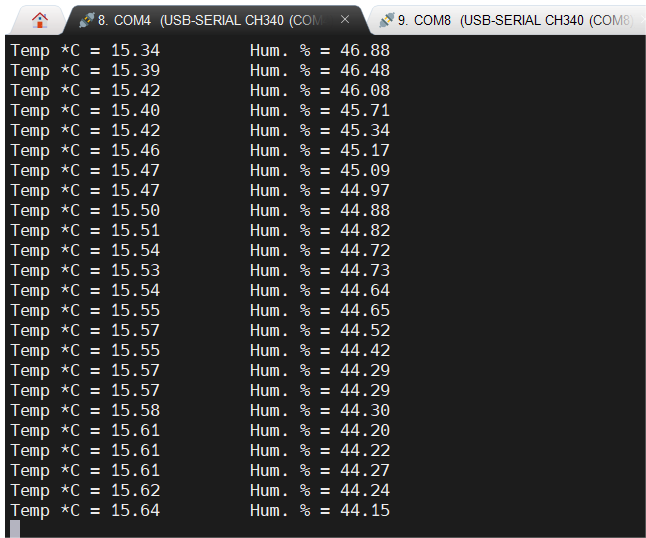 8. COM4 (USB-SERIAL CH340 (COM
9. COM8 (USB-SERIAL CH340 (COM8)
Temp *C = 15.34 Hum. % = 46.88
Temp *C = 15.39 Hum. % = 46.48
Temp *C = 15.42 Hum. % = 46.08
Temp *C = 15.40 Hum. % = 45.71
Temp *C = 15.42 Hum. % = 45.34
Temp *C = 15.46 Hum. % = 45.17
Temp *C = 15.47 Hum. % = 45.09
Temp *C = 15.47 Hum. % = 44.97
Temp *C = 15.50 Hum. % = 44.88
Temp *C = 15.51 Hum. % = 44.82
Temp *C = 15.54 Hum. % = 44.72
Temp *C = 15.53 Hum. % = 44.73
Temp *C = 15.54 Hum. % = 44.64
Temp *C = 15.55 Hum. % = 44.65
Temp *C = 15.57 Hum. % = 44.52
Temp *C = 15.55 Hum. % = 44.42
Temp *C = 15.57 Hum. % = 44.29
Temp *C = 15.57 Hum. % = 44.29
Temp *C = 15.58 Hum. % = 44.30
Temp *C = 15.61 Hum. % = 44.20
Temp *C = 15.61 Hum. % = 44.22
Temp *C = 15.61 Hum. % = 44.27
Temp *C = 15.62 Hum. % = 44.24
Temp *C = 15.64 Hum. % = 44.15